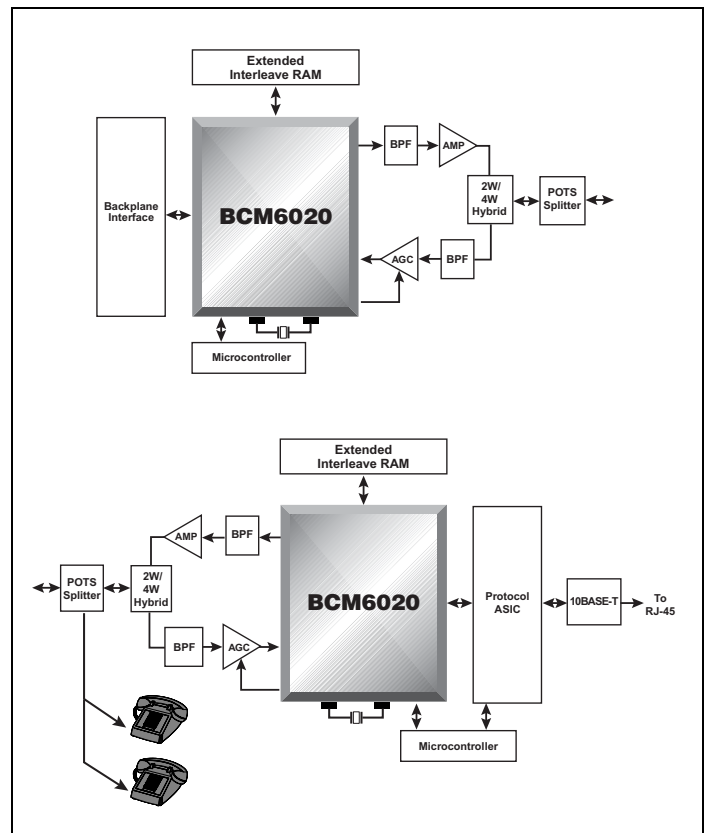 Extended
Interleave RAM
BPF
AMP
Backplane
Interface
BCM6020
2W/
4W
Hybrid
POTS
Splitter
AGC
BPF
Microcontroller
Extended
Interleave RAM
AMP
BPF
POTS
Splitter
2W/
4W
Hybrid
BCM6020
Protocol
ASIC
10BASE-T
To
RJ-45
BPF
AGC
Microcontroller